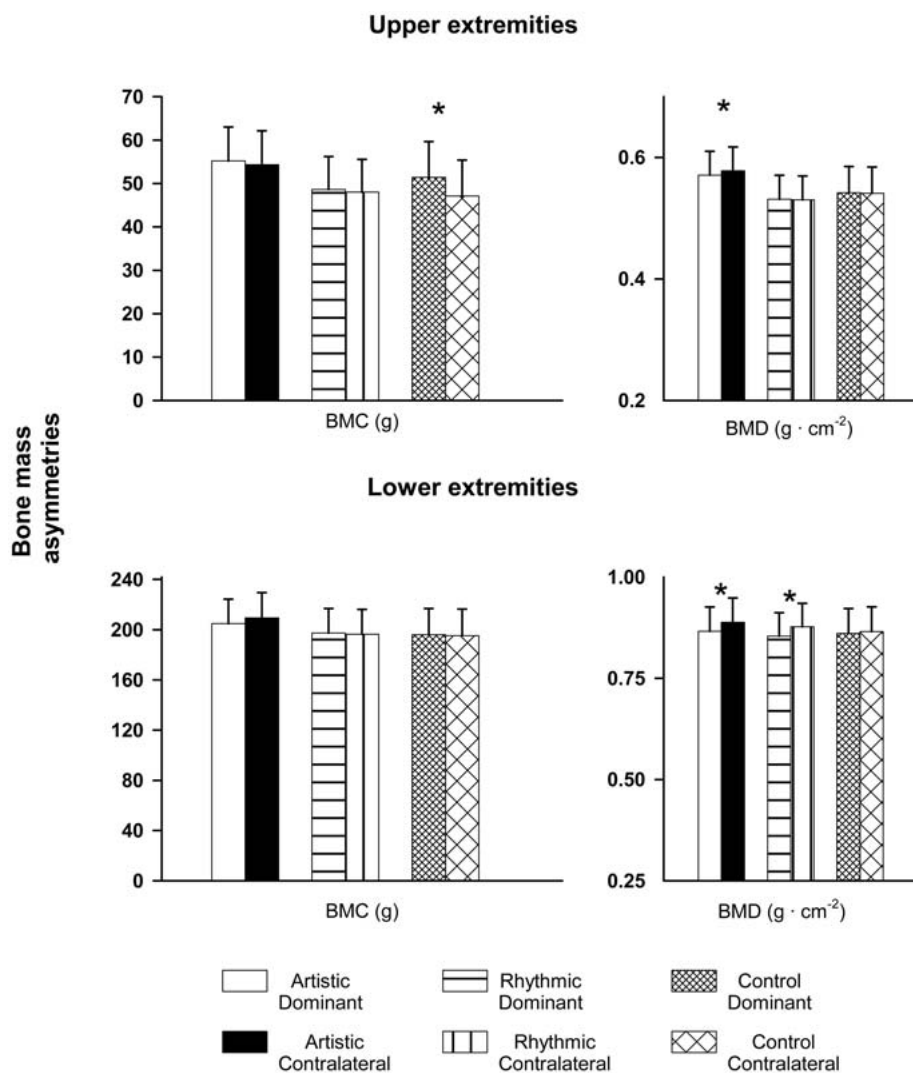 Upper extremities
70
60
50
40
30
20
10
0
*
BMC (g)
0.6
0.4
0.2
*
BMD (g · cm-2)
Bone mass
asymmetries
Lower extremities
240
200
160
120
80
40
0
BMC (g)
1.00
0.75
0.50
0.25
*
*
BMD (g · cm-2)
Artistic
Dominant
Rhythmic
Dominant
Control
Dominant
Artistic
Contralateral
Rhythmic
Contralateral
Control
Contralateral